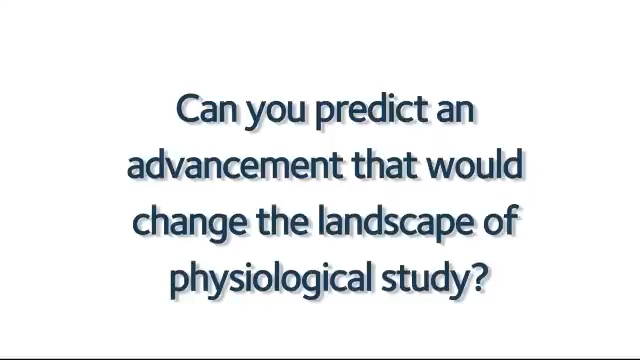 Can you predict an
advancement that would
change the landscape of
physiological study?